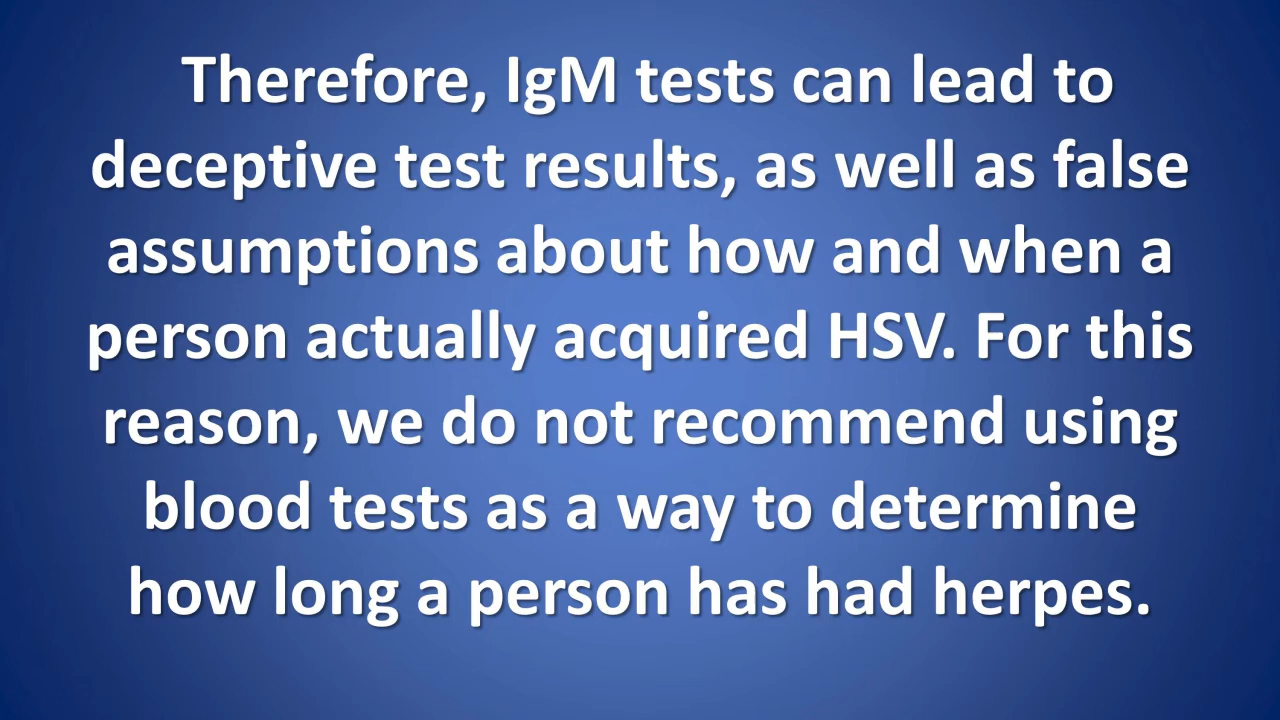 Therefore, IgM tests can lead to
deceptive test results, as well as false
assumptions about how and when a
person actually acquired HSV. For this
reason, we do not recommend using
blood tests as a way to determine
how long a person has had herpes.